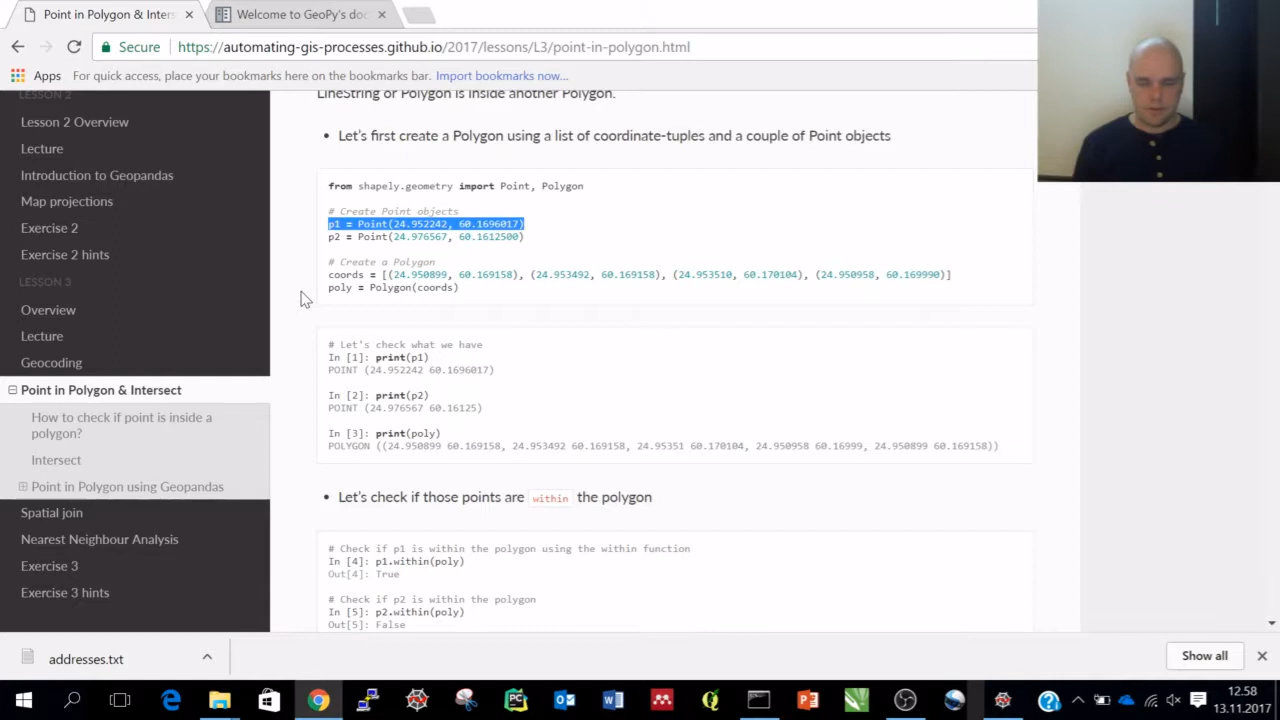 Point in Polygon & Inters
Welcome to GeoPy's doc
Secure
https://automating-gis-processes.github.io/2017/lessons/L3/point-in-polygon.html
Apps
For quick access, place your bookmarks here on the bookmarks bar. Import bookmarks now...
LESSON 2
Lesson 2 Overview
Lecture
Introduction to Geopandas
Map projections
Exercise 2
Exercise 2 hints
LESSON 3
Overview
Lecture
Geocoding
Point in Polygon & Intersect
How to check if point is inside a
polygon?
Intersect
Point in Polygon using Geopandas
Spatial join
Nearest Neighbour Analysis
Exercise 3
Exercise 3 hints
LineString or Polygon is inside another Polygon.
• Let's first create a Polygon using a list of coordinate-tuples and a couple of Point objects
from shapely.geometry import Point, Polygon
# Create Point objects
p1 = Point(24.952242, 60.1696017)
p2 = Point(24.976567, 60.1612500)
# Create a Polygon
coords = [(24.950899, 60.169158), (24.953492, 60.169158), (24.953510, 60.170104), (24.950958, 60.169990)]
poly = Polygon(coords)
# Let's check what we have
In [1]: print(p1)
POINT (24.952242 60.1696017)
In [2]: print(p2)
POINT (24.976567 60.16125)
In [3]: print(poly)
POLYGON ((24.950899 60.169158, 24.953492 60.169158, 24.95351 60.170104, 24.950958 60.16999, 24.950899 60.169158))
• Let's check if those points are within the polygon
# Check if p1 is within the polygon using the within function
In [4]: p1.within(poly)
Out[4]: True
# Check if p2 is within the polygon
In [5]: p2.within(poly)
Out[5]: False
addresses.txt
Show all
12.58
13.11.2017